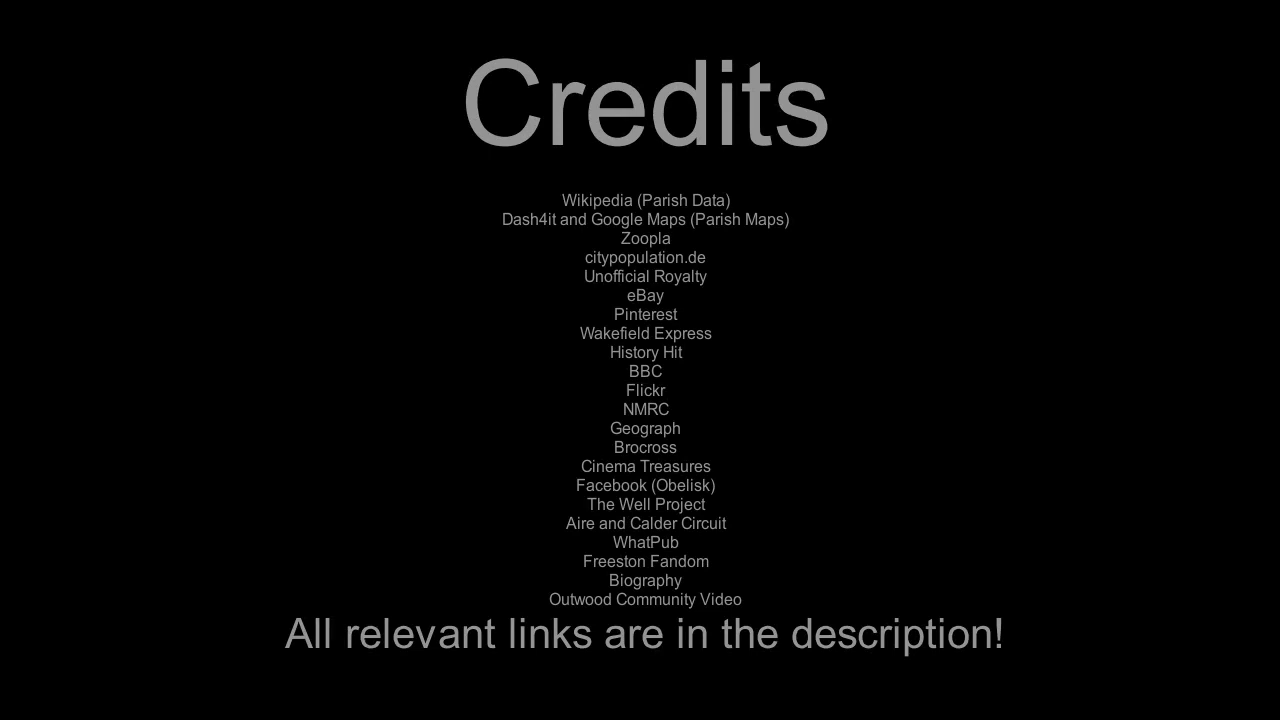 Credits
Wikipedia (Parish Data)
Dash4it and Google Maps (Parish Maps)
Zoopla
citypopulation.de
Unofficial Royalty
eBay
Pinterest
Wakefield Express
History Hit
BBC
Flickr
NMRC
Geograph
Brocross
Cinema Treasures
Facebook (Obelisk)
The Well Project
Aire and Calder Circuit
WhatPub
Freeston Fandom
Biography
Outwood Community Video
All relevant links are in the description!